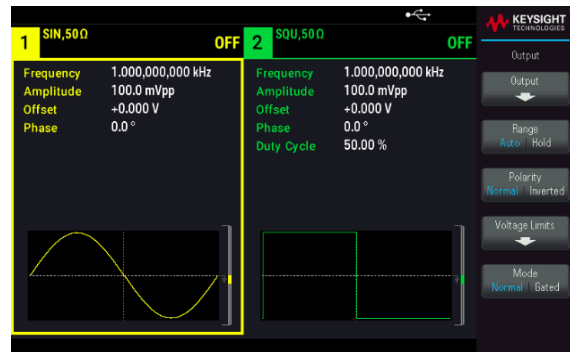 1 SIN,50Ω OFF
Frequency 1.000,000,000 kHz
Amplitude 100.0 mVpp
Offset +0.000 V
Phase 0.0 °
2 SQU,50Ω OFF
Frequency 1.000,000,000 kHz
Amplitude 100.0 mVpp
Offset +0.000 V
Phase 0.0 °
Duty Cycle 50.00 %
KEYSIGHT
TECHNOLOGIES
Output
Output
Range
Auto Hold
Polarity
Normal Inverted
Voltage Limits
Mode
Normal Gated